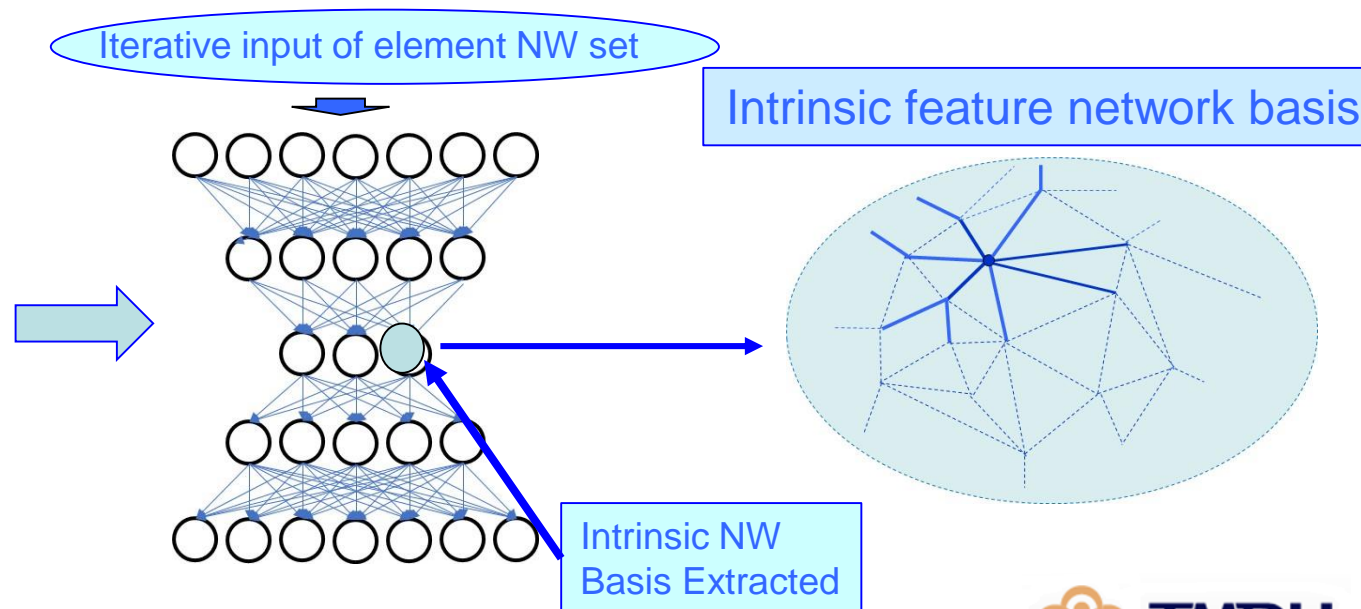 Iterative input of element NW set
Intrinsic feature network basis
Intrinsic NW
Basis Extracted